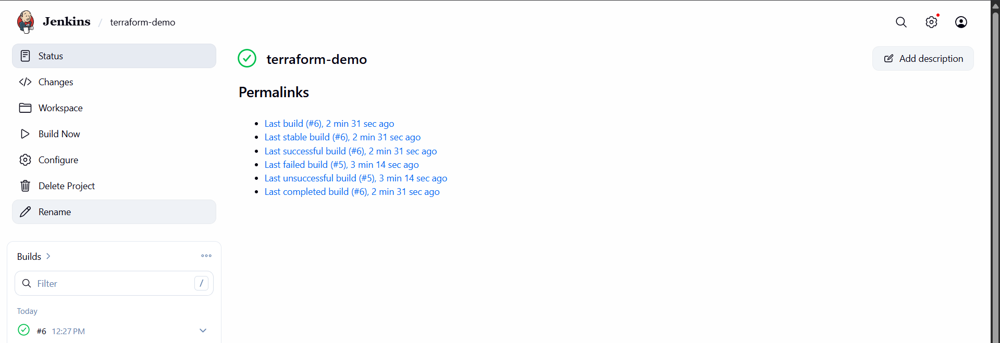 Jenkins / terraform-demo
Status
Changes
Workspace
Build Now
Configure
Delete Project
Rename
Builds
Filter /
Today
#6 12:27 PM
terraform-demo
Add description
Permalinks
Last build (#6), 2 min 31 sec ago
Last stable build (#6), 2 min 31 sec ago
Last successful build (#6), 2 min 31 sec ago
Last failed build (#5), 3 min 14 sec ago
Last unsuccessful build (#5), 3 min 14 sec ago
Last completed build (#6), 2 min 31 sec ago